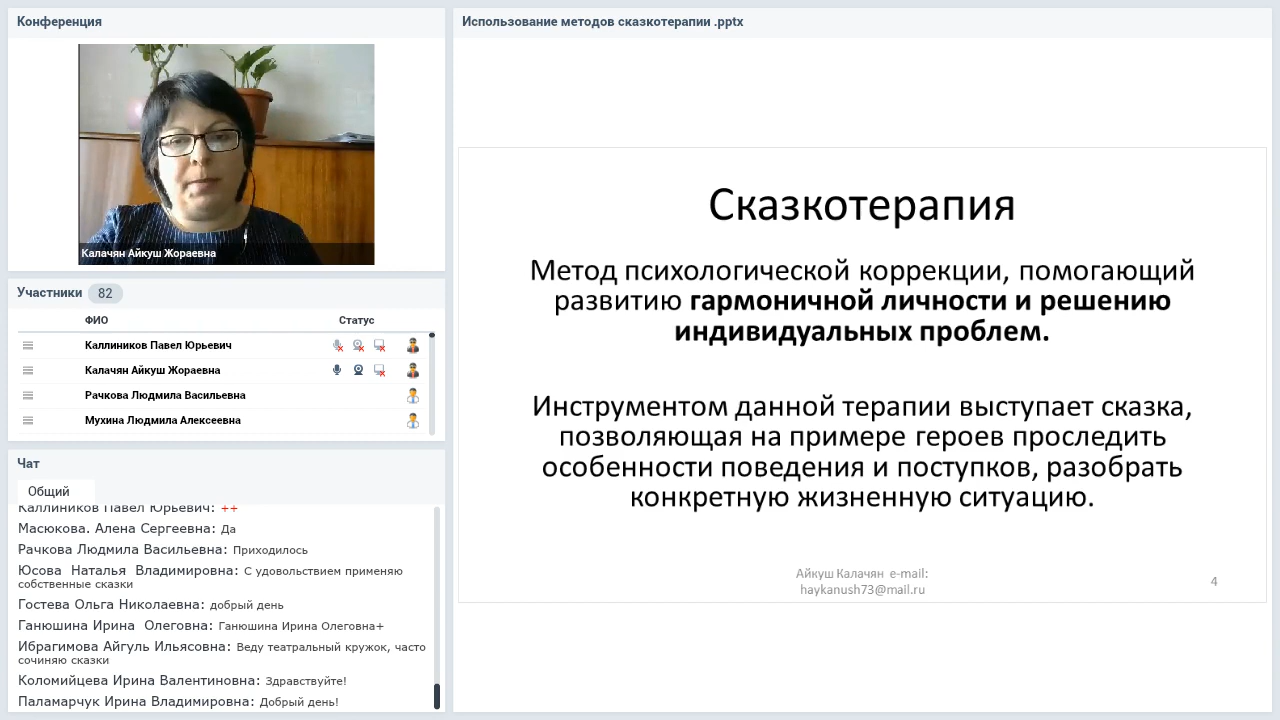 Конференция
Калачян Айкуш Жораевна
Участники 82
ФИО Статус
Каллиников Павел Юрьевич
Калачян Айкуш Жораевна
Рачкова Людмила Васильевна
Мухина Людмила Алексеевна
Чат
Общий
Каллиников Павел Юрьевич: ++
Масюкова. Алена Сергеевна: Да
Рачкова Людмила Васильевна: Приходилось
Юсова Наталья Владимировна: С удовольствием применяю
собственные сказки
Гостева Ольга Николаевна: добрый день
Ганюшина Ирина Олеговна: Ганюшина Ирина Олеговна+
Ибрагимова Айгуль Ильясовна: Веду театральный кружок, часто
сочиняю сказки
Коломийцева Ирина Валентиновна: Здравствуйте!
Паламарчук Ирина Владимировна: Добрый день!
Использование методов сказкотерапии .pptx
Сказкотерапия
Метод психологической коррекции, помогающий
развитию гармоничной личности и решению
индивидуальных проблем.
Инструментом данной терапии выступает сказка,
позволяющая на примере героев проследить
особенности поведения и поступков, разобрать
конкретную жизненную ситуацию.
Айкуш Калачян e-mail:
haykanush73@mail.ru
4